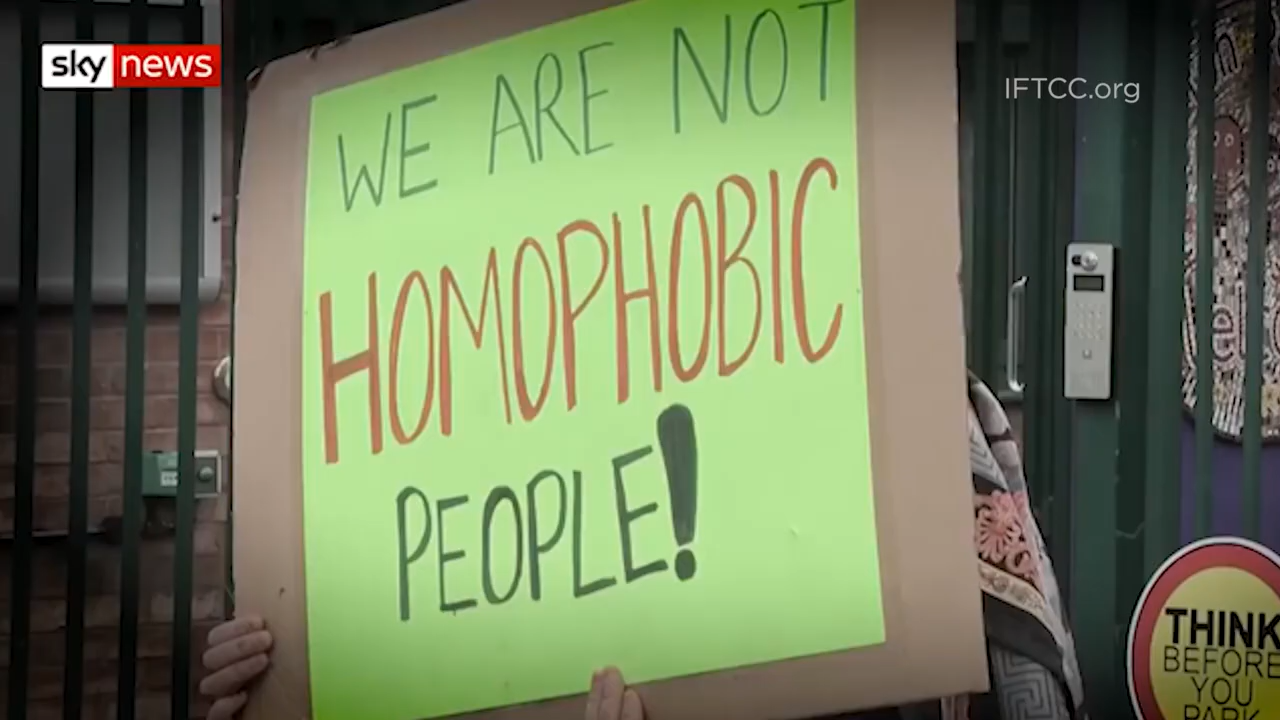 sky news
IFTCC.org
WE ARE NOT
HOMOPHOBIC
PEOPLE!
THINK
BEFORE
YOU
PARK